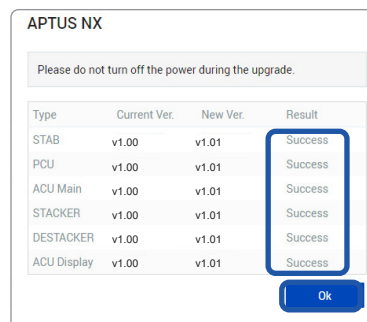 APTUS NX
Please do not turn off the power during the upgrade.
Type Current Ver. New Ver. Result
STAB v1.00 v1.01 Success
PCU v1.00 v1.01 Success
ACU Main v1.00 v1.01 Success
STACKER v1.00 v1.01 Success
DESTACKER v1.00 v1.01 Success
ACU Display v1.00 v1.01 Success
Ok